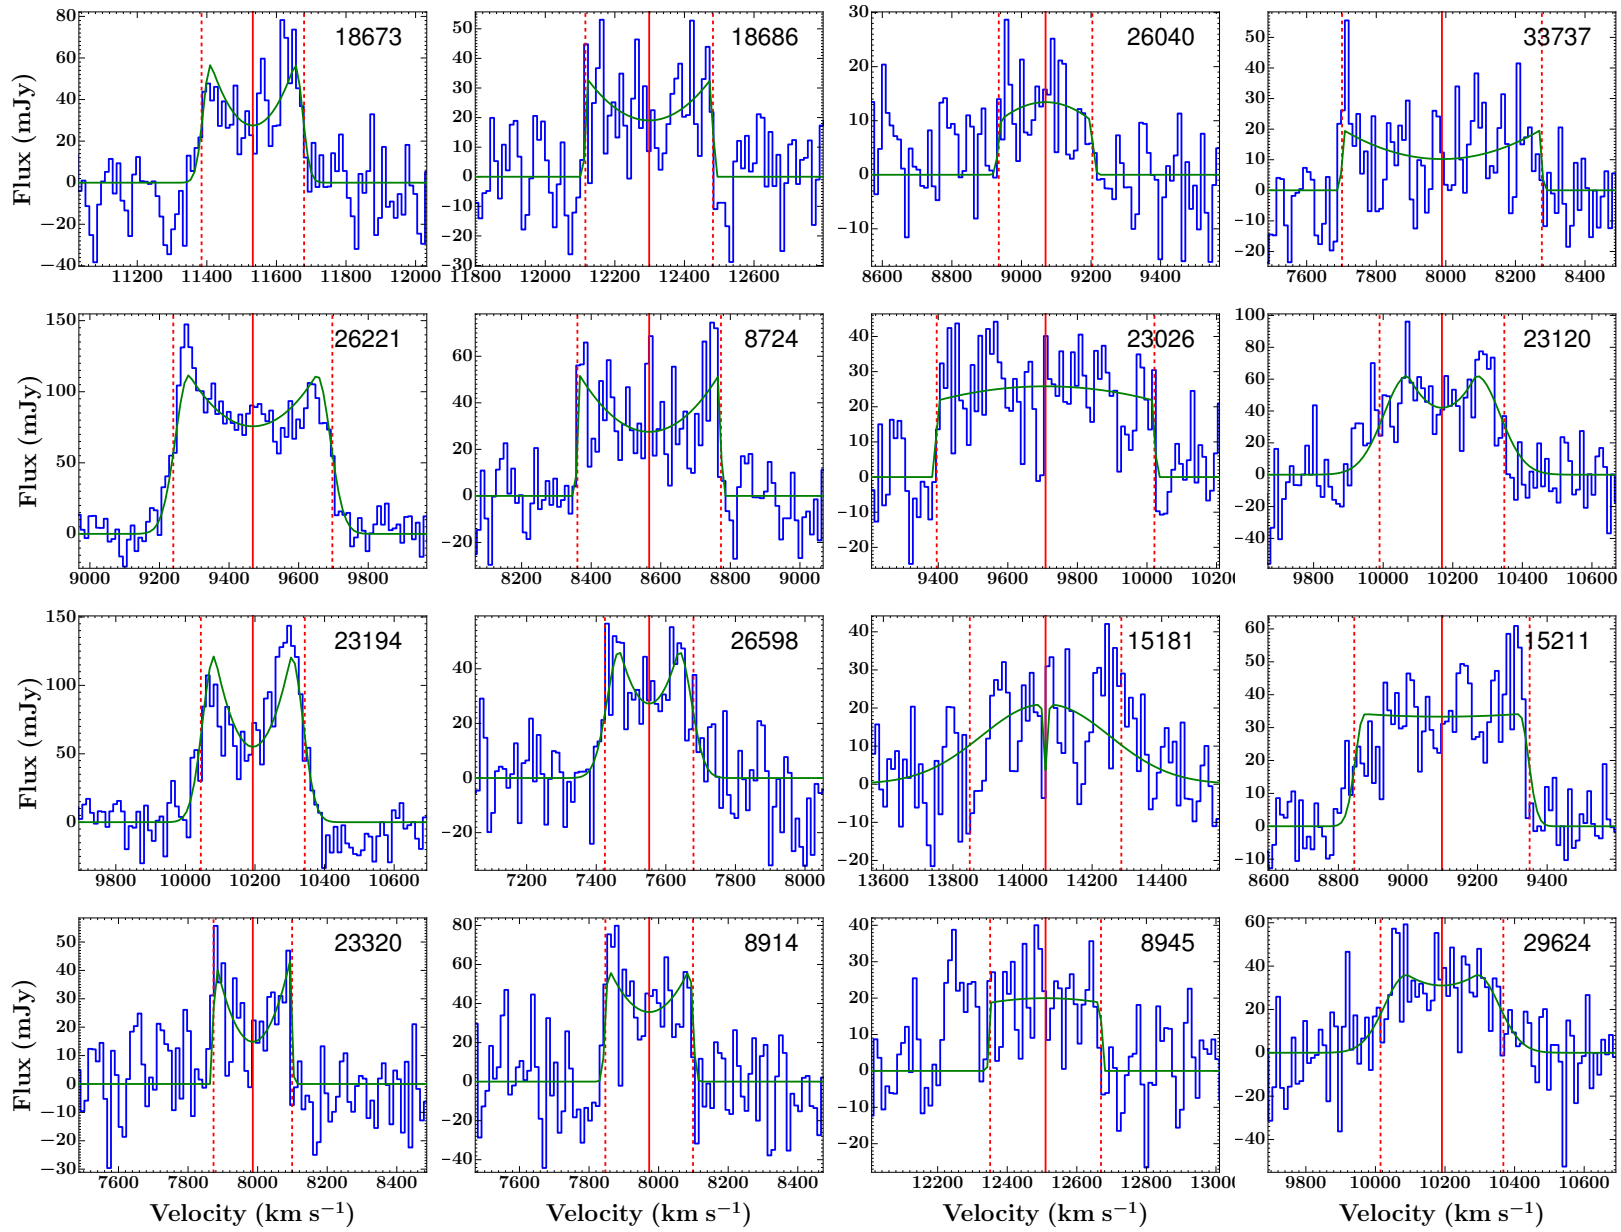 80 60 40 20 0 −20 −40
18673
11200 11400 11600 11800 12000
50 40 30 20 10 0 −10 −20 −30
18686
11800 12000 12200 12400 12600
30 20 10 0 −10
26040
8600 8800 9000 9200 9400
50 40 30 20 10 0 −10 −20
33737
7600 7800 8000 8200 8400
Flux (mJy)
150 100 50 0
26221
9000 9200 9400 9600 9800
60 40 20 0 −20
8724
8200 8400 8600 8800 9000
40 30 20 10 0 −10 −20
23026
9400 9600 9800 10000 10200
100 80 60 40 20 0 −20 −40
23120
9800 10000 10200 10400 10600
Flux (mJy)
150 100 50 0
23194
9800 10000 10200 10400 10600
60 40 20 0 −20
26598
7200 7400 7600 7800 8000
40 30 20 10 0 −10 −20
15181
13600 13800 14000 14200 14400
60 50 40 30 20 10 0 −10
15211
8600 8800 9000 9200 9400
Flux (mJy)
50 40 30 20 10 0 −10 −20 −30
23320
7600 7800 8000 8200 8400
Velocity (km s⁻¹)
80 60 40 20 0 −20 −40
8914
7600 7800 8000 8200 8400
Velocity (km s⁻¹)
40 30 20 10 0 −10 −20
8945
12200 12400 12600 12800 13000
Velocity (km s⁻¹)
60 40 20 0 −20 −40
29624
9800 10000 10200 10400 10600
Velocity (km s⁻¹)
Flux (mJy)